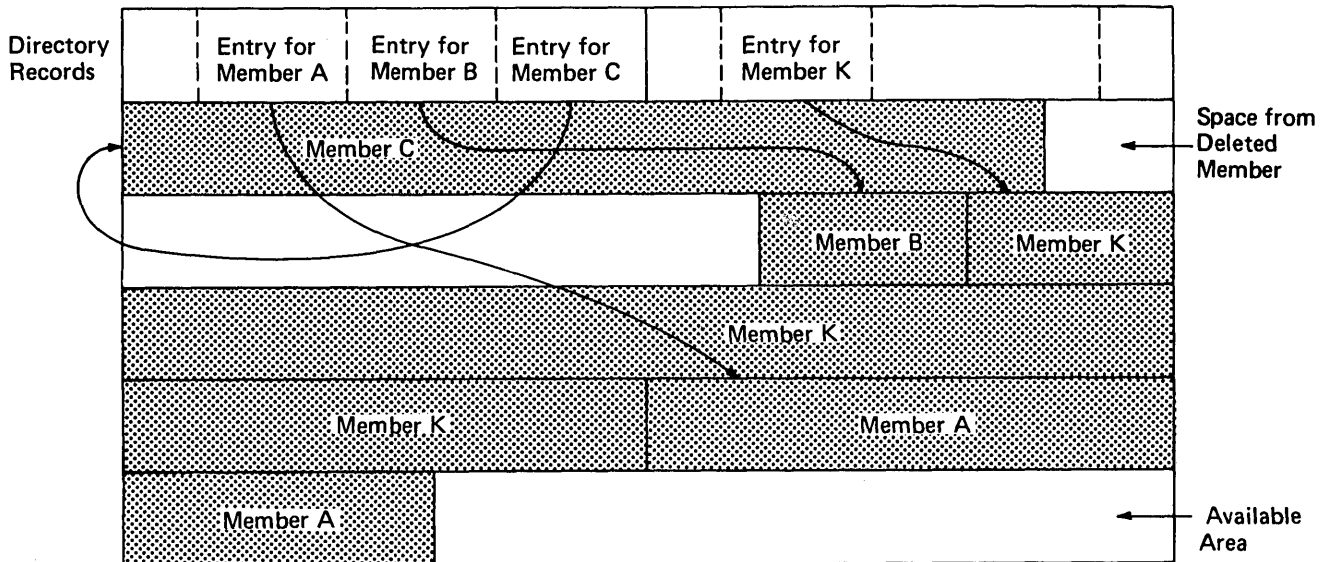 Directory
Records
Entry for
Member A
Entry for
Member B
Entry for
Member C
Entry for
Member K
Member C
Space from
Deleted
Member
Member B
Member K
Member K
Member K
Member A
Member A
Available
Area